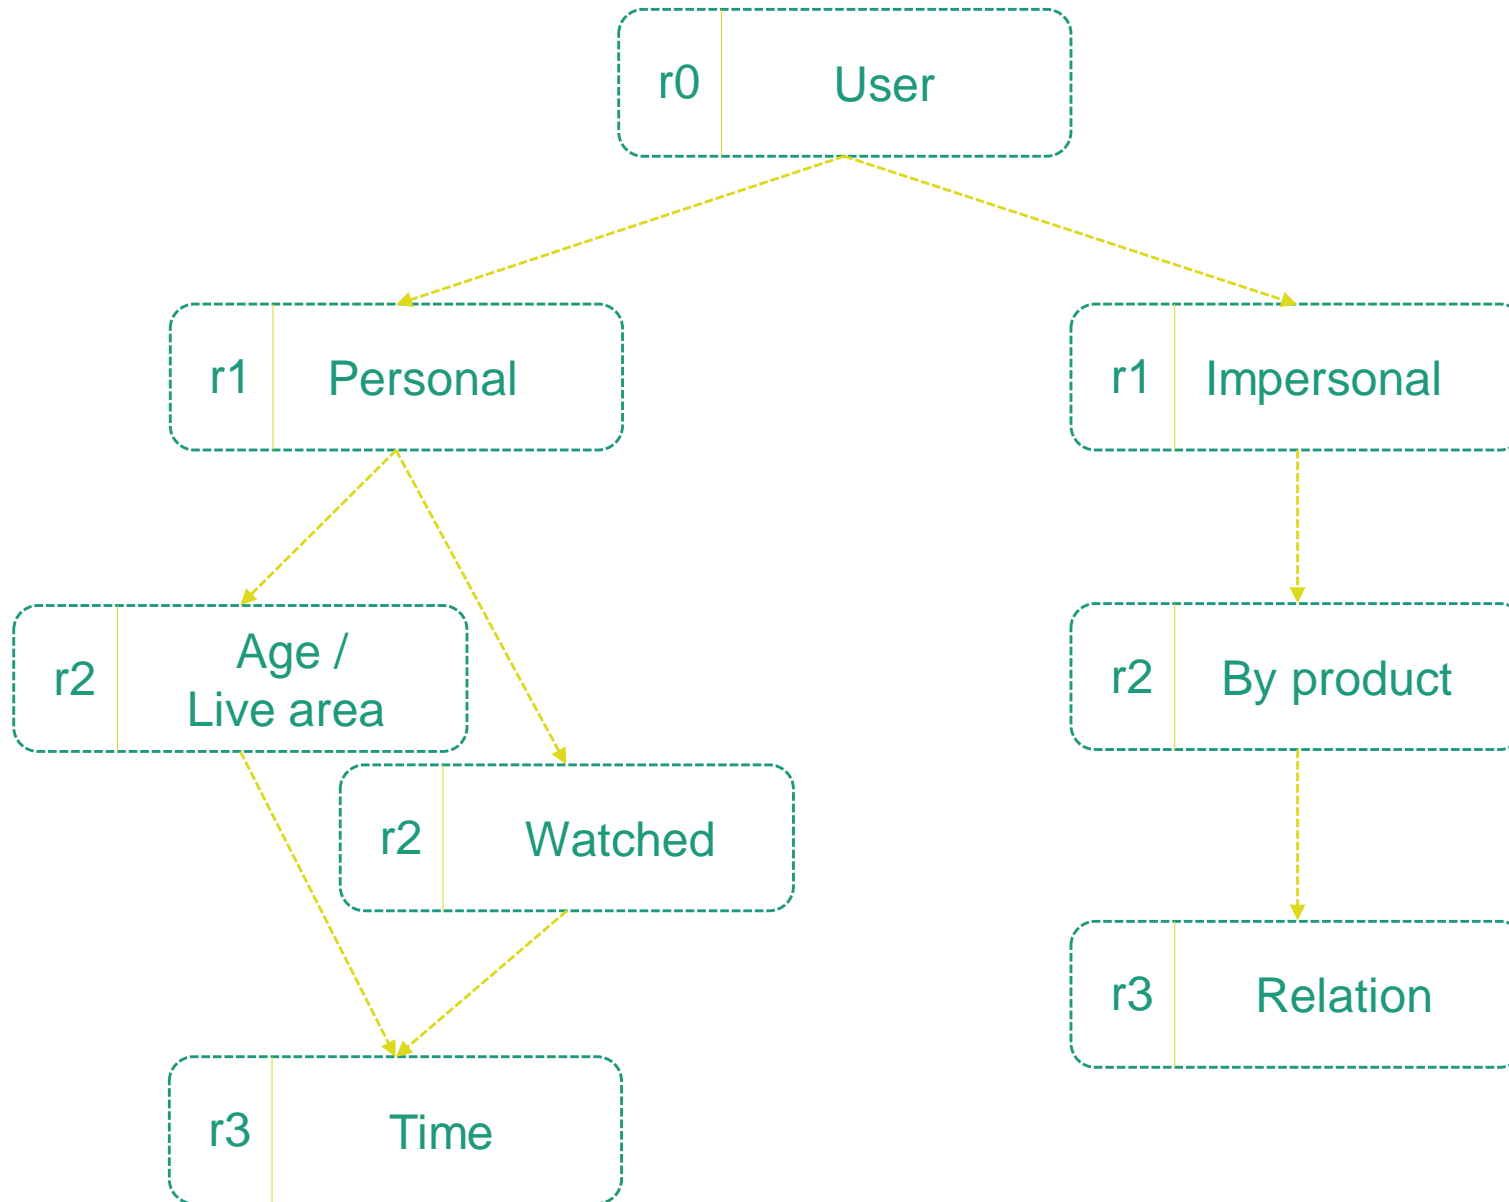 r0 User
r1 Personal
r1 Impersonal
r2 Age /
Live area
r2 By product
r2 Watched
r3 Relation
r3 Time